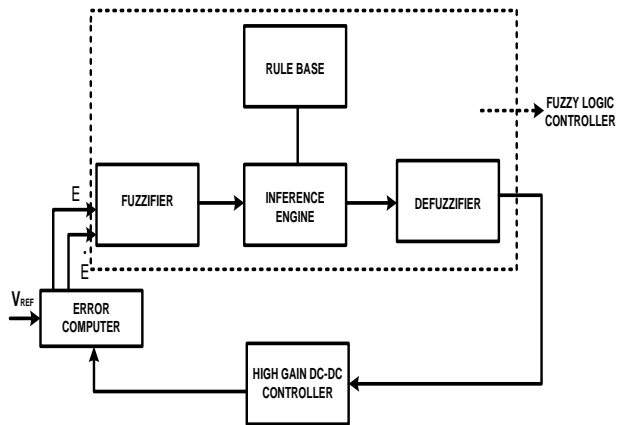 RULE BASE
FUZZY LOGIC
CONTROLLER
FUZZIFIER
INFERENCE
ENGINE
DEFUZZIFIER
E
Ė
VREF
ERROR
COMPUTER
HIGH GAIN DC-DC
CONTROLLER